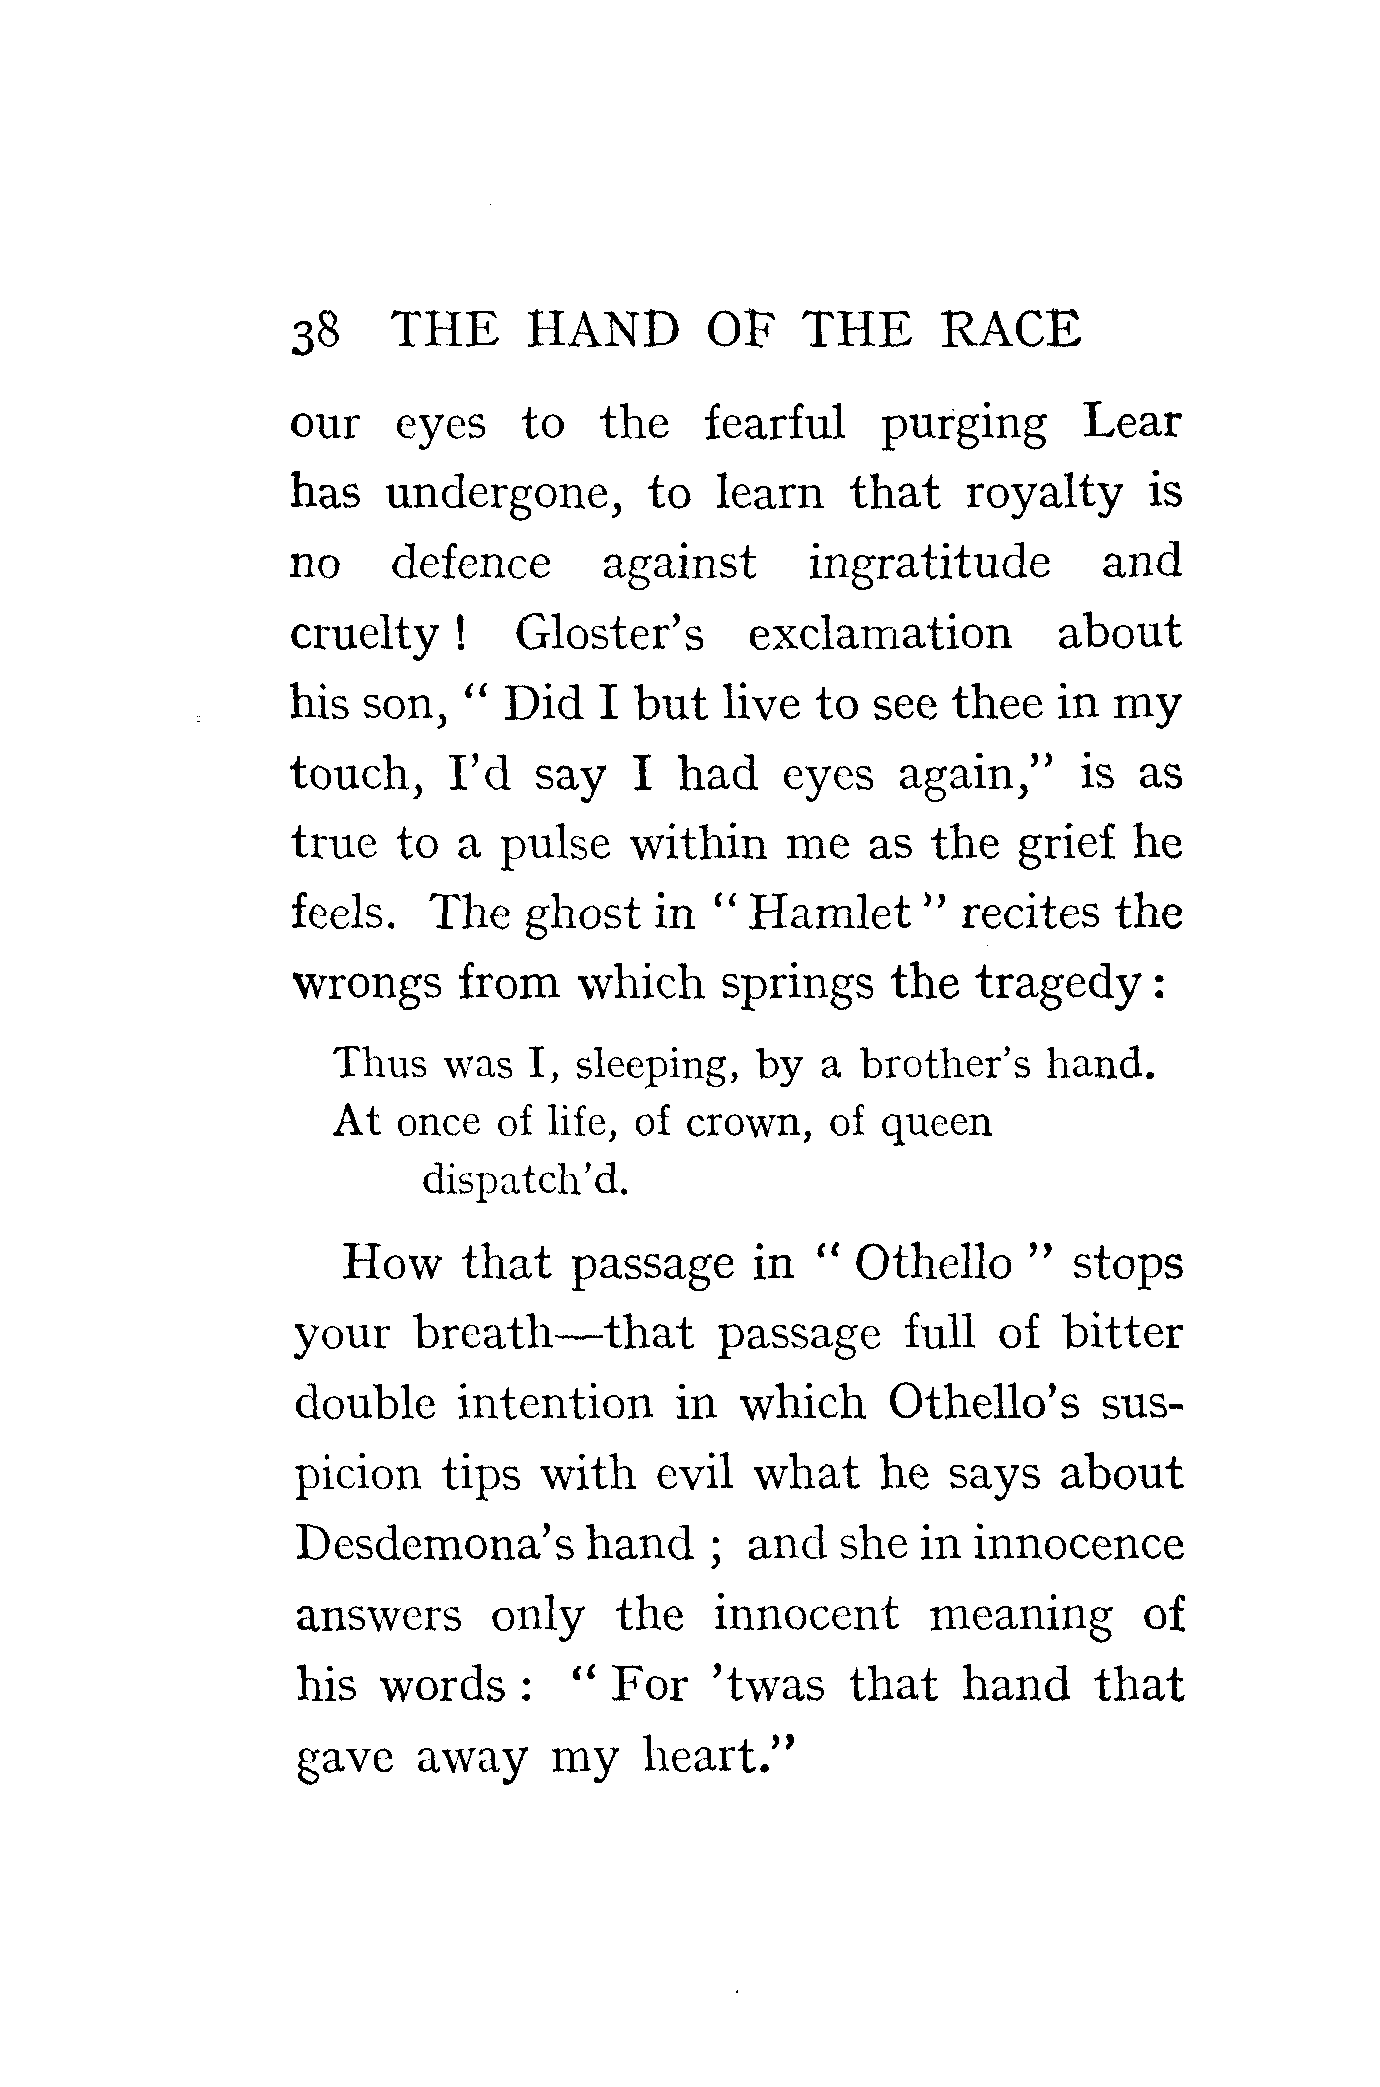 38 THE HAND OF THE RACE
our eyes to the fearful purging Lear
has undergone, to learn that royalty is
no defence against ingratitude and
cruelty ! Gloster's exclamation about
his son, “ Did I but live to see thee in my
touch, I'd say I had eyes again,” is as
true to a pulse within me as the grief he
feels. The ghost in “ Hamlet ” recites the
wrongs from which springs the tragedy :
Thus was I, sleeping, by a brother's hand.
At once of life, of crown, of queen
dispatch'd.
How that passage in “ Othello ” stops
your breath—that passage full of bitter
double intention in which Othello's sus-
picion tips with evil what he says about
Desdemona's hand ; and she in innocence
answers only the innocent meaning of
his words : “ For 'twas that hand that
gave away my heart.”